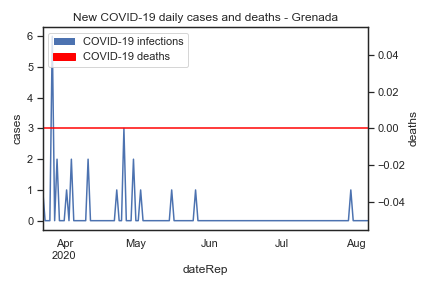 New COVID-19 daily cases and deaths - Grenada
COVID-19 infections
COVID-19 deaths
6
5
4
3
2
1
0
cases
0.04
0.02
0.00
−0.02
−0.04
deaths
Apr
2020
May
Jun
Jul
Aug
dateRep